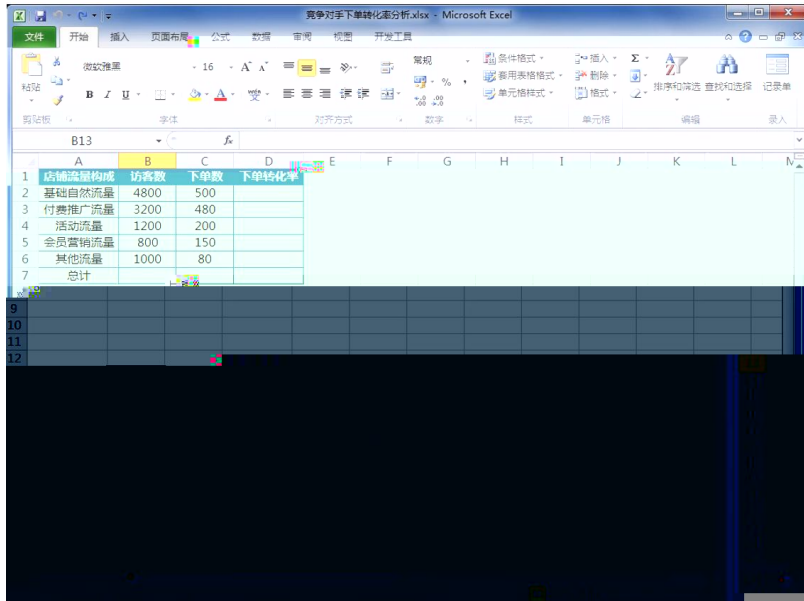 竞争对手下单转化率分析.xlsx - Microsoft Excel
文件 开始 插入 页面布局 公式 数据 审阅 视图 开发工具
粘贴 微软雅黑 16 A A 常规 条件格式 插入 Σ
B I U A % , 套用表格格式 删除 排序和筛选 查找和选择 记录单
单元格样式 格式
剪贴板 字体 对齐方式 数字 样式 单元格 编辑 录入
B13 fx
A B C D E F G H I J K L M
1 店铺流量构成 访客数 下单数 下单转化率
2 基础自然流量 4800 500
3 付费推广流量 3200 480
4 活动流量 1200 200
5 会员营销流量 800 150
6 其他流量 1000 80
7 总计
9
10
11
12